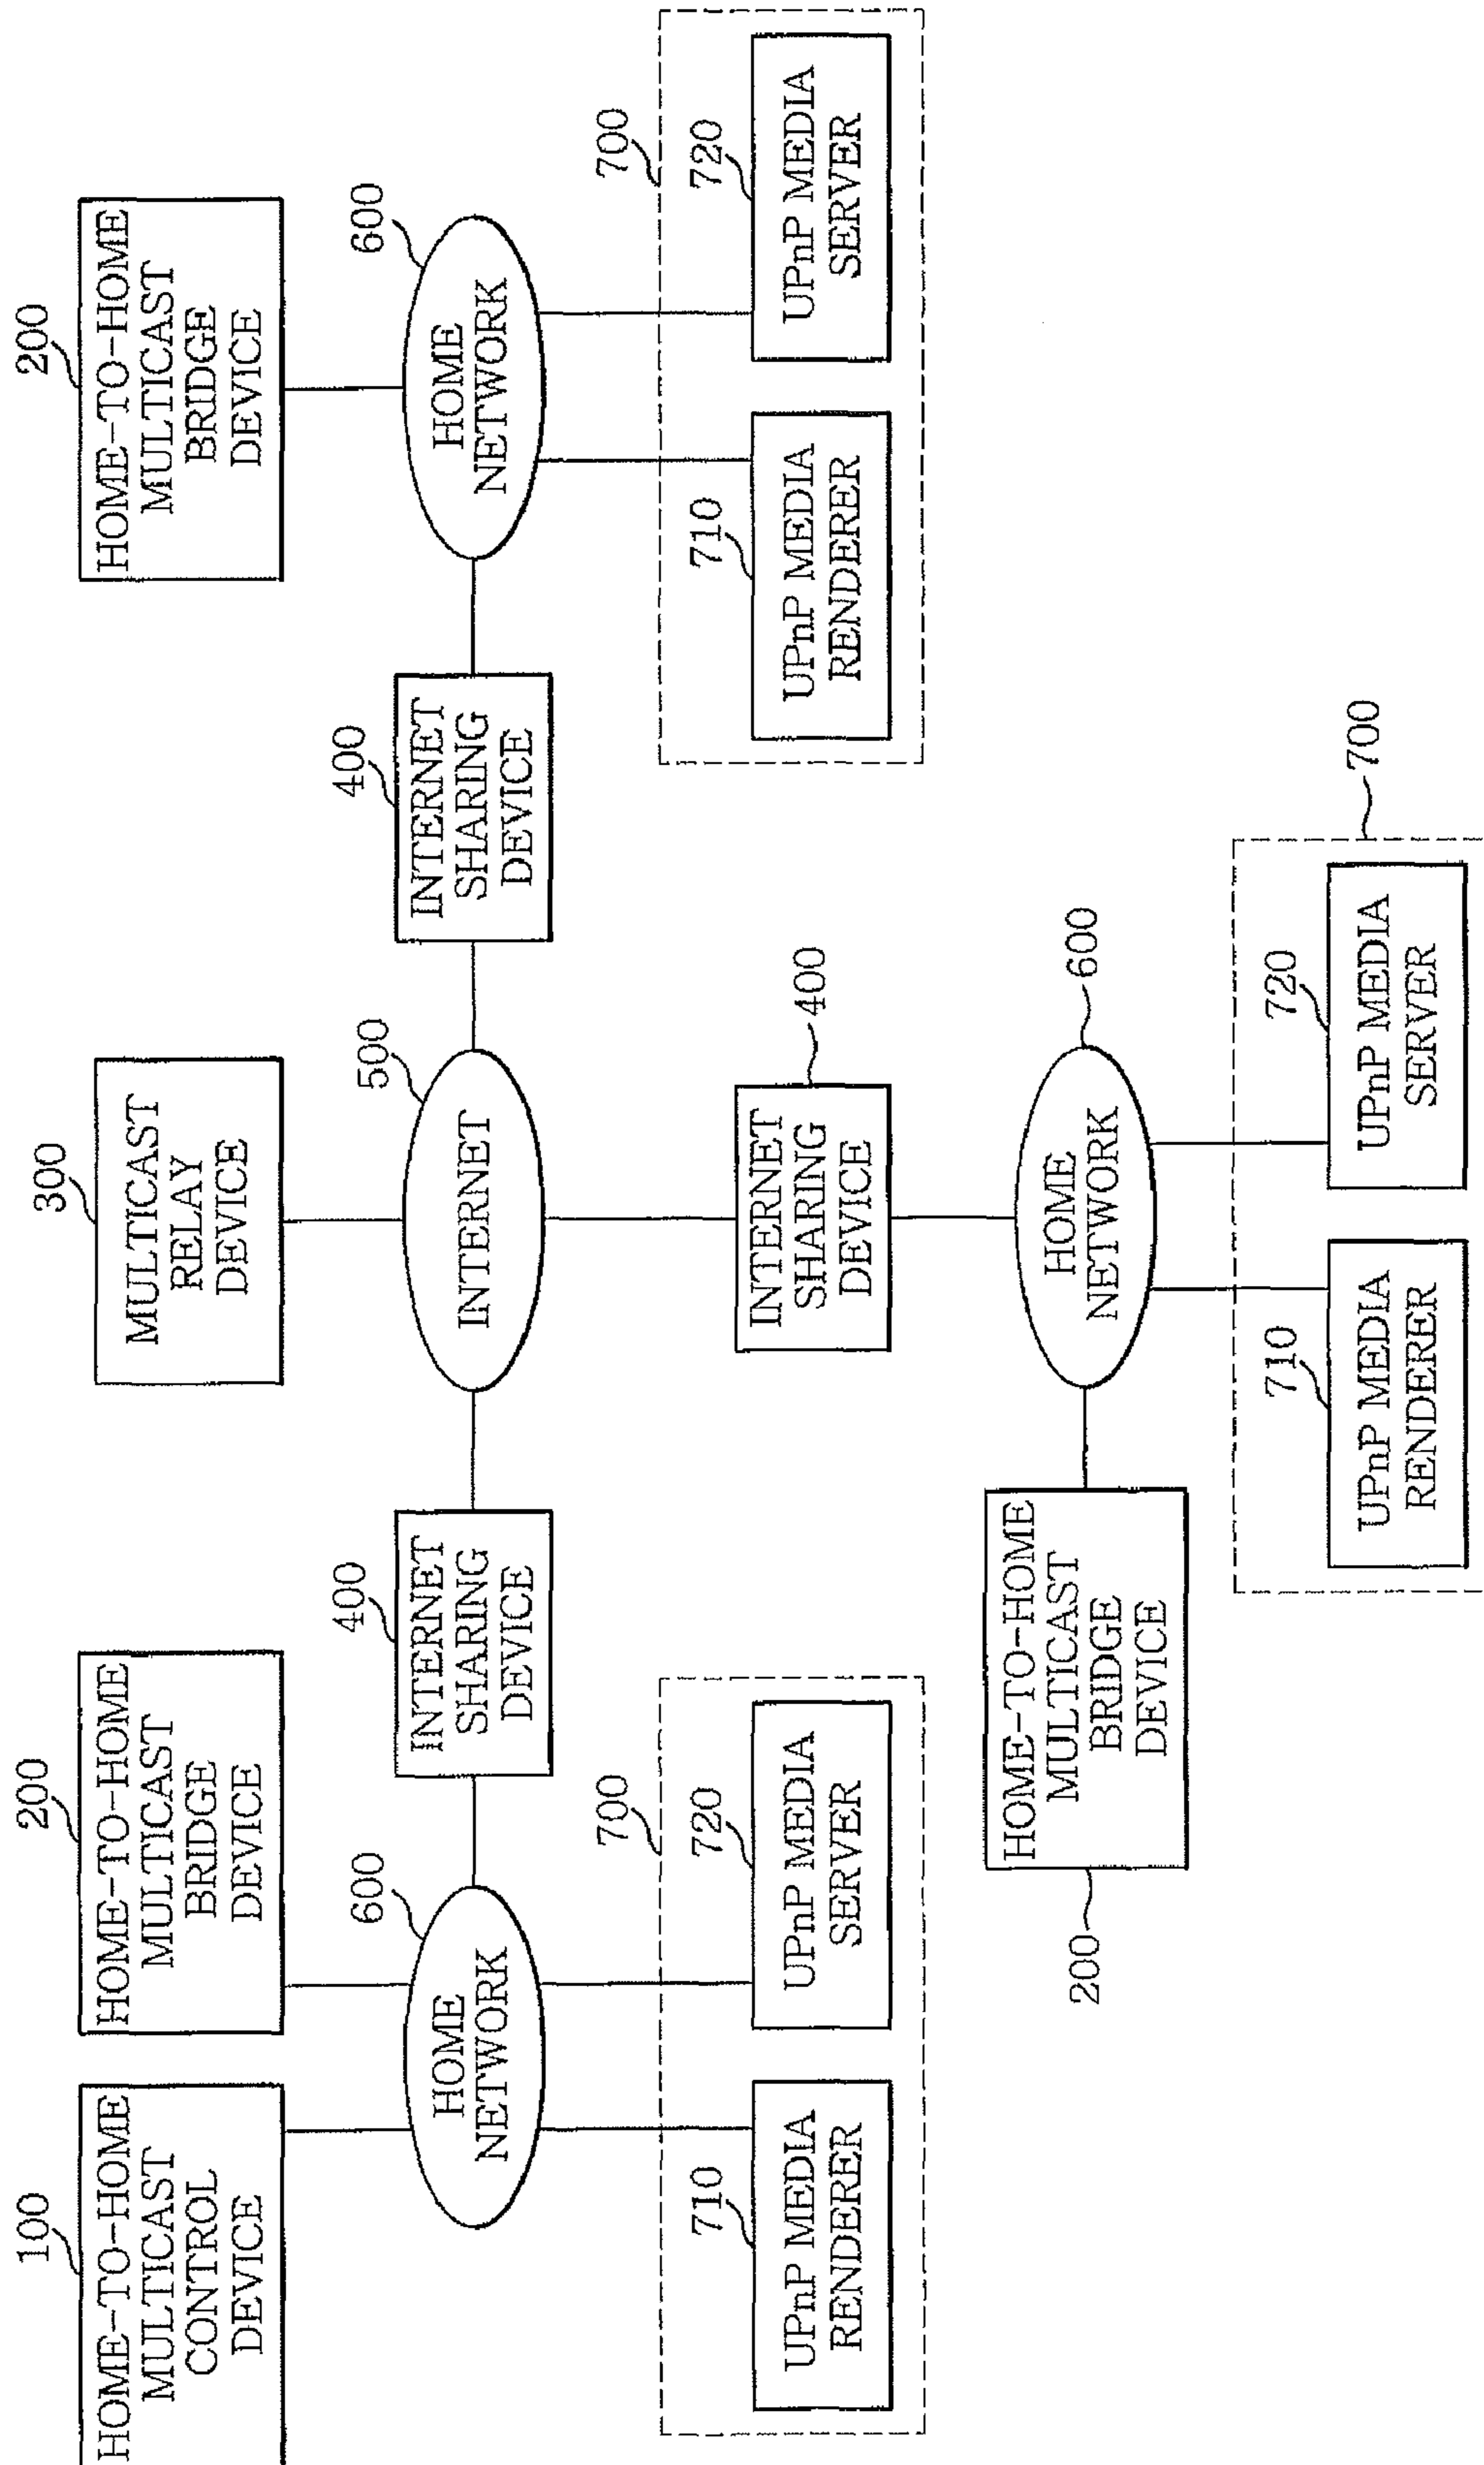 100
HOME-TO-HOME
MULTICAST
CONTROL
DEVICE
200
HOME-TO-HOME
MULTICAST
BRIDGE
DEVICE
300
MULTICAST
RELAY
DEVICE
200
HOME-TO-HOME
MULTICAST
BRIDGE
DEVICE
600
HOME
NETWORK
400
INTERNET
SHARING
DEVICE
500
INTERNET
400
INTERNET
SHARING
DEVICE
600
HOME
NETWORK
700
710
UPnP MEDIA
RENDERER
720
UPnP MEDIA
SERVER
400
INTERNET
SHARING
DEVICE
700
710
UPnP MEDIA
RENDERER
720
UPnP MEDIA
SERVER
200
HOME-TO-HOME
MULTICAST
BRIDGE
DEVICE
600
HOME
NETWORK
700
710
UPnP MEDIA
RENDERER
720
UPnP MEDIA
SERVER